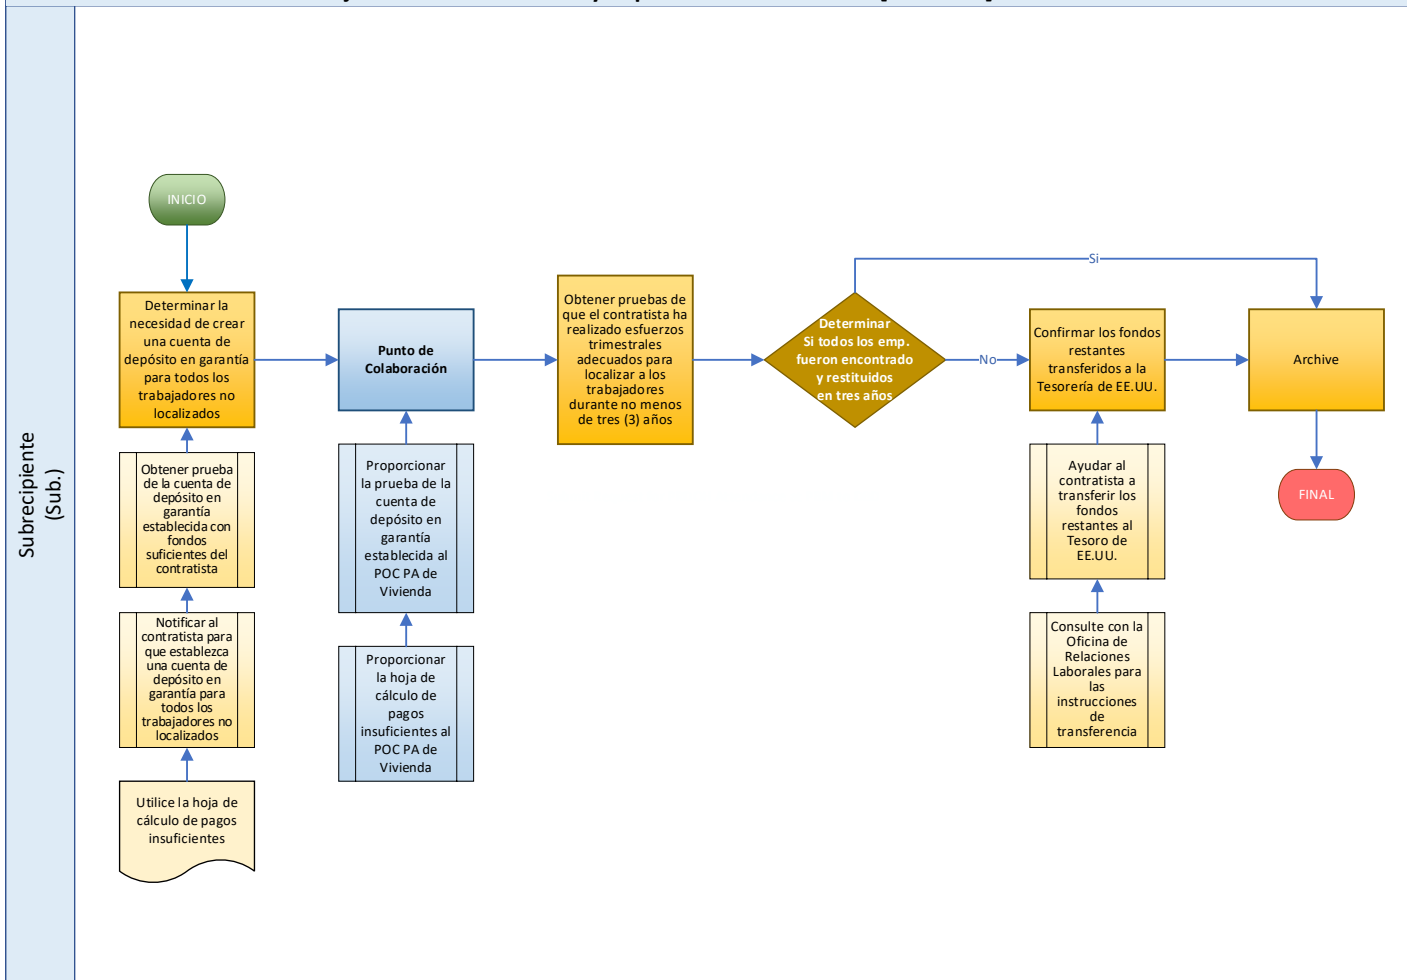 Subrecipiente
(Sub.)
INICIO
Determinar la
necesidad de crear
una cuenta de
depósito en garantía
para todos los
trabajadores no
localizados
Obtener prueba
de la cuenta de
depósito en
garantía
establecida con
fondos
suficientes del
contratista
Notificar al
contratista para
que establezca
una cuenta de
depósito en
garantía para
todos los
trabajadores no
localizados
Utilice la hoja de
cálculo de pagos
insuficientes
Punto de
Colaboración
Proporcionar
la prueba de la
cuenta de
depósito en
garantía
establecida al
POC PA de
Vivienda
Proporcionar
la hoja de
cálculo de
pagos
insuficientes al
POC PA de
Vivienda
Obtener pruebas de
que el contratista ha
realizado esfuerzos
trimestrales
adecuados para
localizar a los
trabajadores
durante no menos
de tres (3) años
Determinar
Si todos los emp.
fueron encontrado
y restituidos
en tres años
Si
No
Confirmar los fondos
restantes
transferidos a la
Tesorería de EE.UU.
Ayudar al
contratista a
transferir los
fondos
restantes al
Tesoro de
EE.UU.
Consulte con la
Oficina de
Relaciones
Laborales para
las
instrucciones
de
transferencia
Archive
FINAL